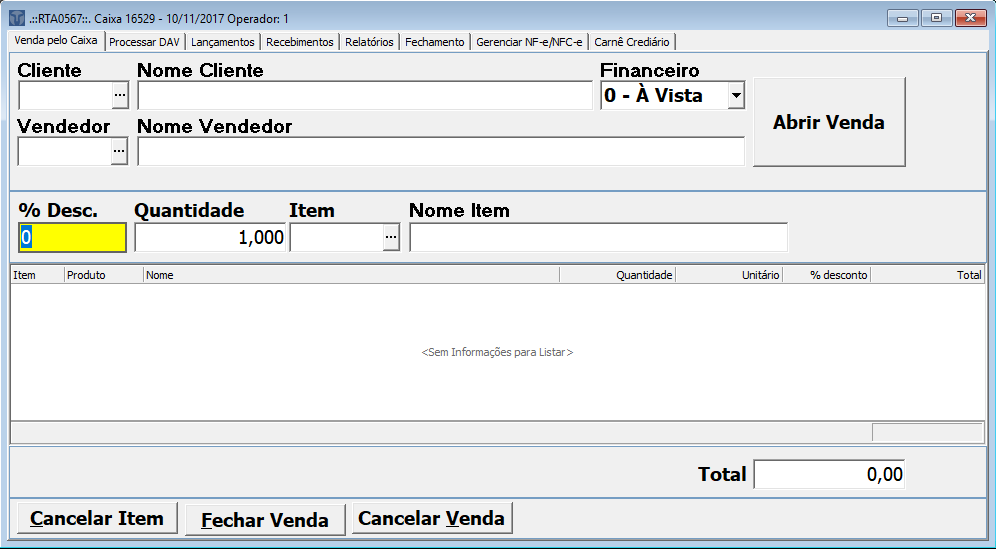 .::RTA0567::. Caixa 16529 - 10/11/2017 Operador: 1
Venda pelo Caixa Processar DAV Lançamentos Recebimentos Relatórios Fechamento Gerenciar NF-e/NFC-e Carnê Crediário
Cliente Nome Cliente Financeiro
... 0 - À Vista
Abrir Venda
Vendedor Nome Vendedor
...
% Desc. Quantidade Item Nome Item
0 1,000 ...
Item Produto Nome Quantidade Unitário % desconto Total
<Sem Informações para Listar>
Total 0,00
Cancelar Item Fechar Venda Cancelar Venda